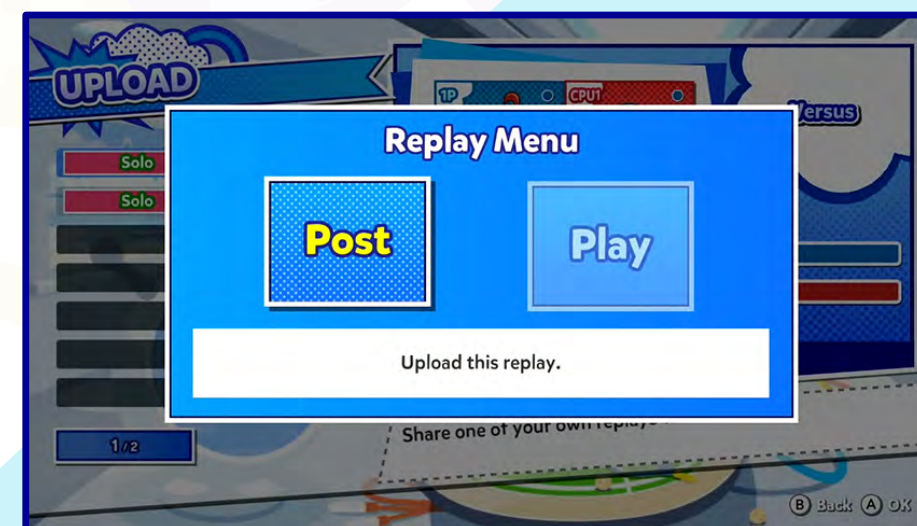 UPLOAD
1P
CPU1
Versus
Replay Menu
Solo
Solo
Post
Play
Upload this replay.
Share one of your own
1/2
B Back A OK